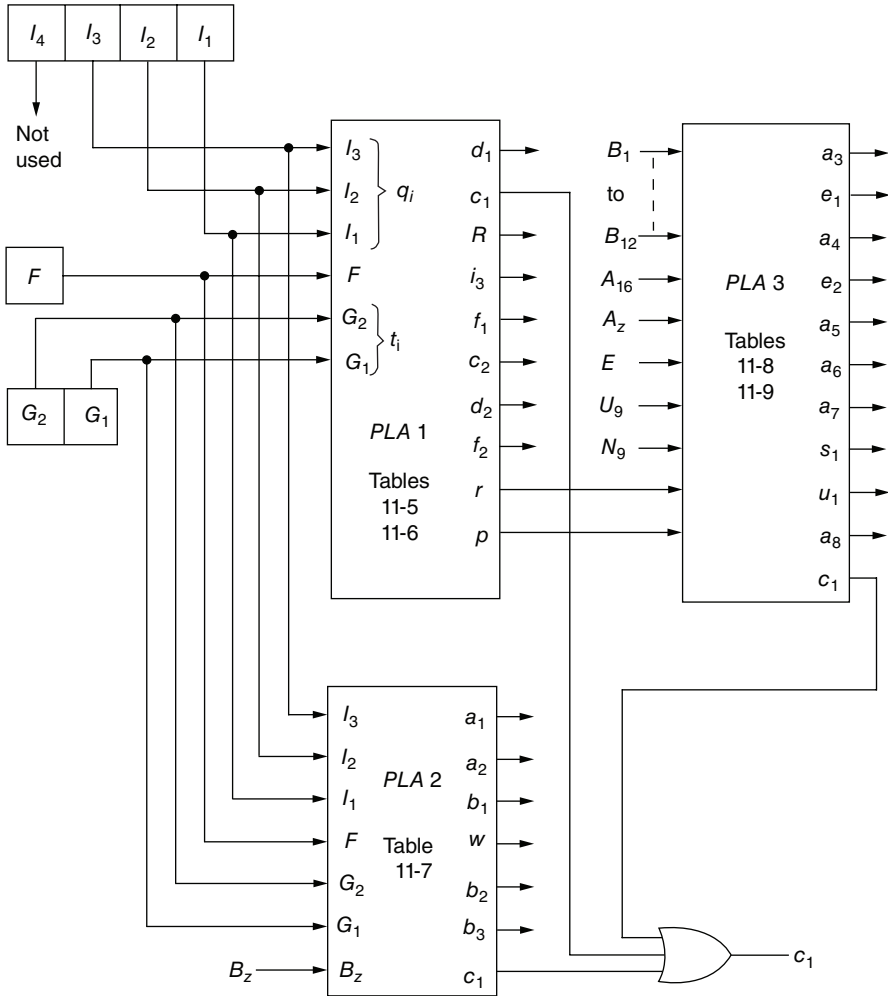 I4 I3 I2 I1
Not
used
F
G2 G1
I3
I2
I1
qi
F
G2
G1
ti
PLA 1
Tables
11-5
11-6
d1
c1
R
i3
f1
c2
d2
f2
r
p
B1
to
B12
A16
Az
E
U9
N9
PLA 3
Tables
11-8
11-9
a3
e1
a4
e2
a5
a6
a7
s1
u1
a8
c1
I3
I2
I1
F
G2
G1
Bz
Bz
PLA 2
Table
11-7
a1
a2
b1
w
b2
b3
c1
c1